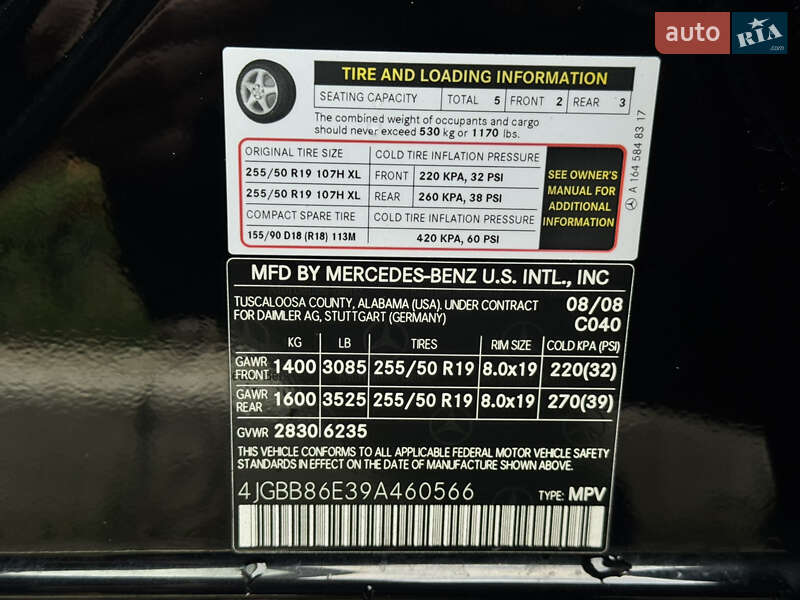 auto RIA
.com
TIRE AND LOADING INFORMATION
SEATING CAPACITY TOTAL 5 FRONT 2 REAR 3
The combined weight of occupants and cargo
should never exceed 530 kg or 1170 lbs.
A 164 584 83 17
ORIGINAL TIRE SIZE COLD TIRE INFLATION PRESSURE
255/50 R19 107H XL FRONT 220 KPA, 32 PSI
255/50 R19 107H XL REAR 260 KPA, 38 PSI
COMPACT SPARE TIRE COLD TIRE INFLATION PRESSURE
155/90 D18 (R18) 113M 420 KPA, 60 PSI
SEE OWNER'S
MANUAL FOR
ADDITIONAL
INFORMATION
MFD BY MERCEDES-BENZ U.S. INTL., INC
TUSCALOOSA COUNTY, ALABAMA (USA), UNDER CONTRACT 08/08
FOR DAIMLER AG, STUTTGART (GERMANY) C040
KG LB TIRES RIM SIZE COLD KPA (PSI)
GAWR FRONT 1400 3085 255/50 R19 8.0x19 220(32)
GAWR REAR 1600 3525 255/50 R19 8.0x19 270(39)
GVWR 2830 6235
THIS VEHICLE CONFORMS TO ALL APPLICABLE FEDERAL MOTOR VEHICLE SAFETY
STANDARDS IN EFFECT ON THE DATE OF MANUFACTURE SHOWN ABOVE.
4JGBB86E39A460566 TYPE: MPV